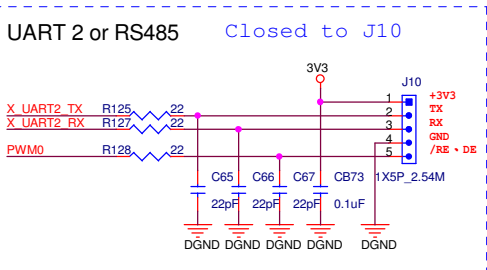 UART 2 or RS485 Closed to J10
3V3
J10
1 +3V3
X_UART2_TX R125 22 2 TX
X_UART2_RX R127 22 3 RX
4 GND
PWM0 R128 22 5 /RE、DE
C65 C66 C67 CB73 1X5P_2.54M
22pF 22pF 22pF 0.1uF
DGND DGND DGND DGND DGND